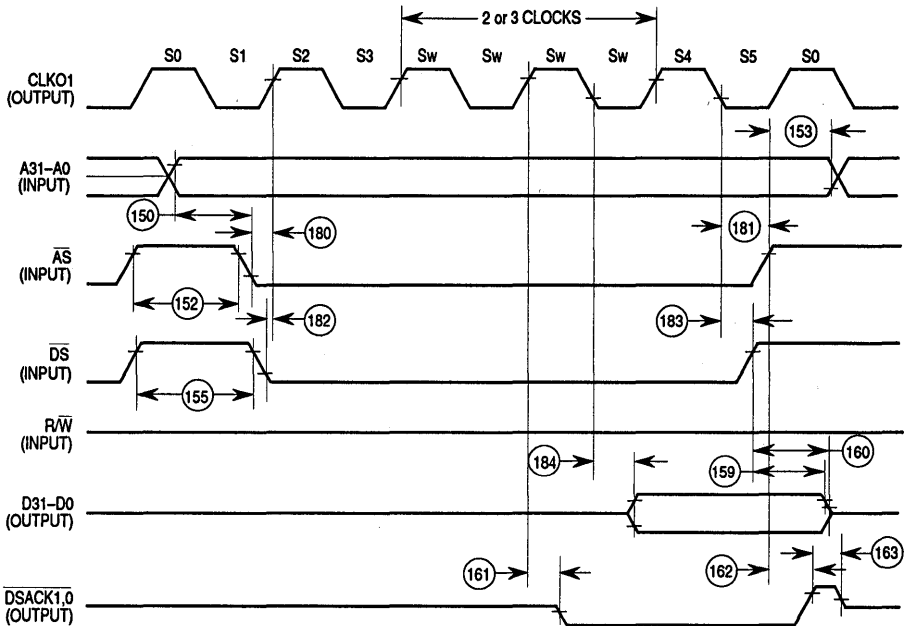 2 or 3 CLOCKS
S0 S1 S2 S3 Sw Sw Sw Sw S4 S5 S0
CLKO1
(OUTPUT)
153
A31–A0
(INPUT)
150
180
181
AS
(INPUT)
152
182
183
DS
(INPUT)
155
R/W
(INPUT)
160
184
159
D31–D0
(OUTPUT)
163
161
162
DSACK1,0
(OUTPUT)